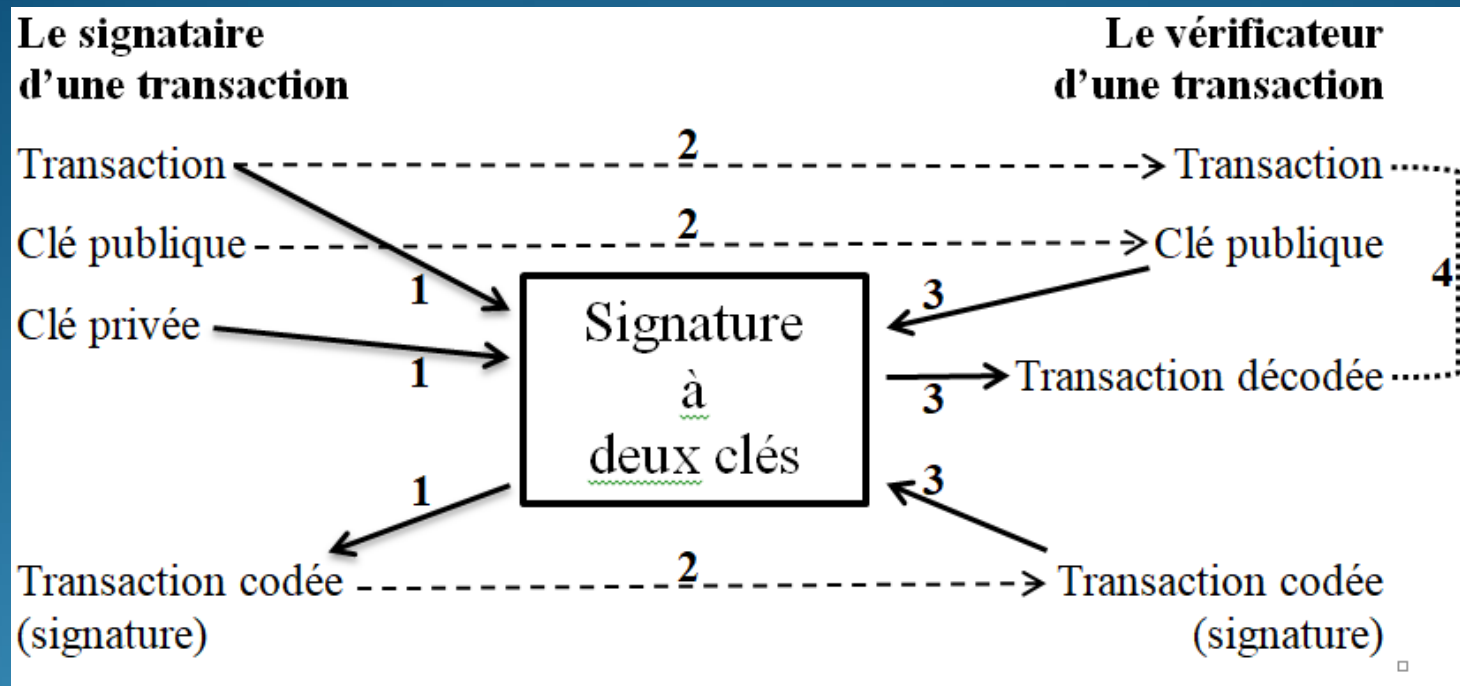 Le signataire
d'une transaction
Le vérificateur
d'une transaction
Transaction
2
Transaction
Clé publique
2
Clé publique
4
1
3
Clé privée
Signature
à
deux clés
1
3
Transaction décodée
1
3
Transaction codée
(signature)
2
Transaction codée
(signature)